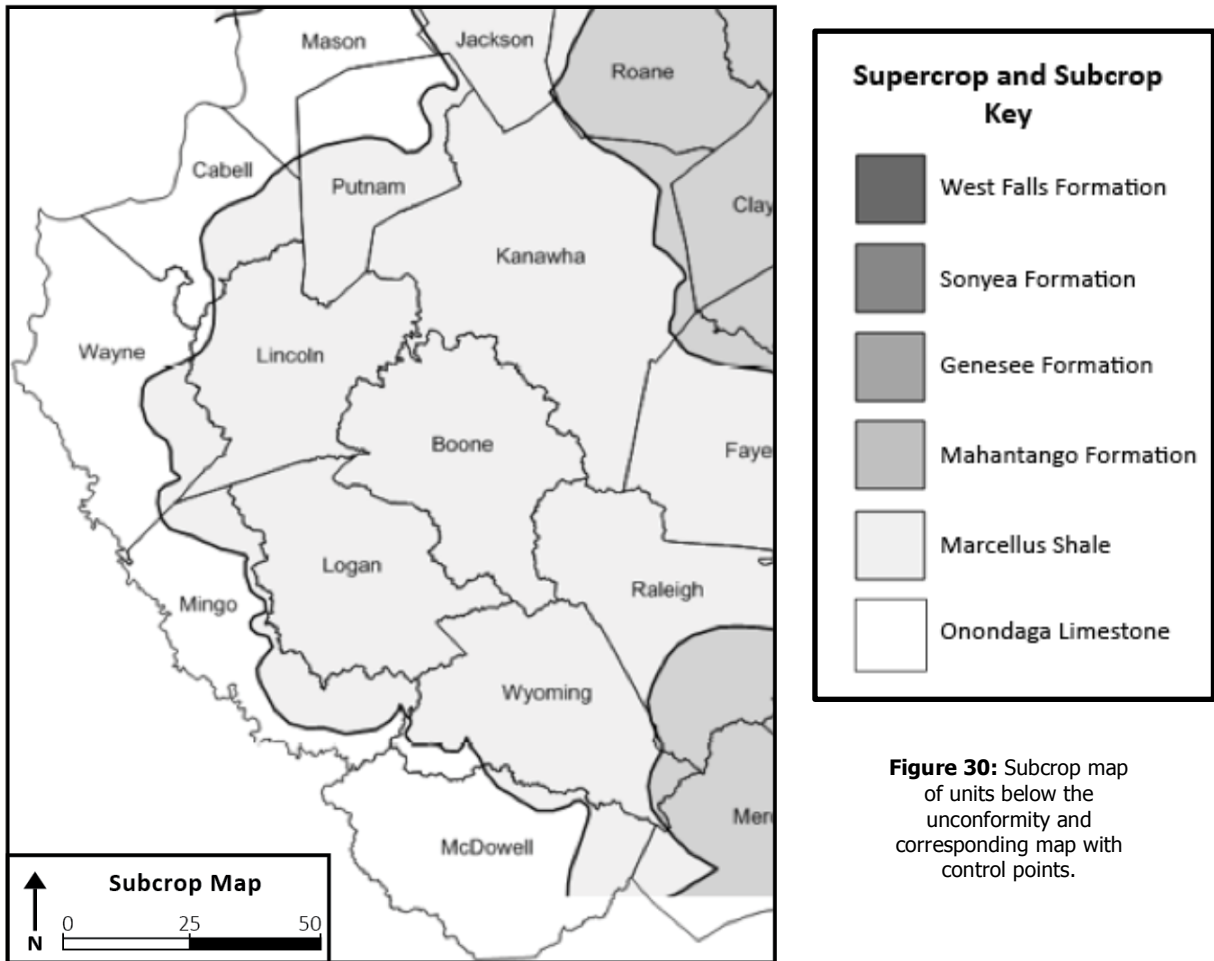 Mason
Jackson
Roane
Cabell
Putnam
Clay
Kanawha
Wayne
Lincoln
Boone
Faye
Logan
Raleigh
Mingo
Wyoming
Mer
McDowell
Subcrop Map
0 25 50
N
Supercrop and Subcrop
Key
West Falls Formation
Sonyea Formation
Genesee Formation
Mahantango Formation
Marcellus Shale
Onondaga Limestone
Figure 30: Subcrop map
of units below the
unconformity and
corresponding map with
control points.